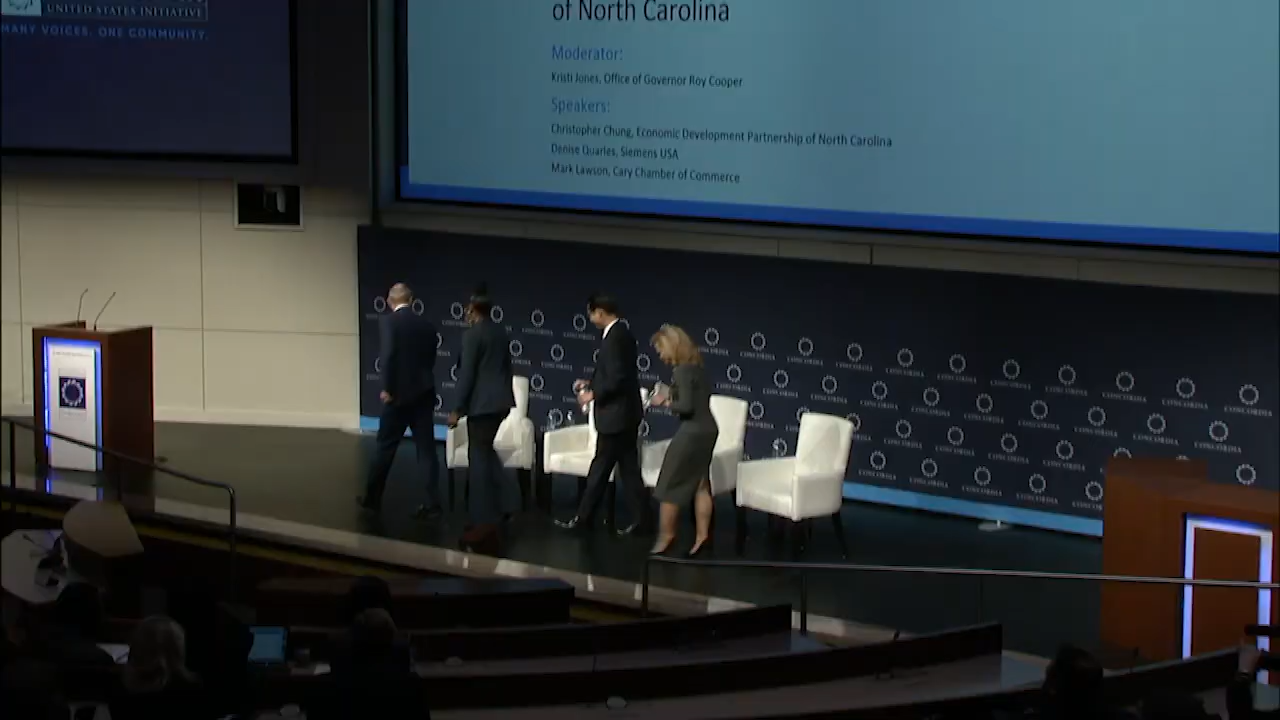 UNITED STATES INITIATIVE
MANY VOICES. ONE COMMUNITY.
of North Carolina
Moderator:
Kristi Jones, Office of Governor Roy Cooper
Speakers:
Christopher Chung, Economic Development Partnership of North Carolina
Denise Quarles, Siemens USA
Mark Lawson, Cary Chamber of Commerce
CONCORDIA